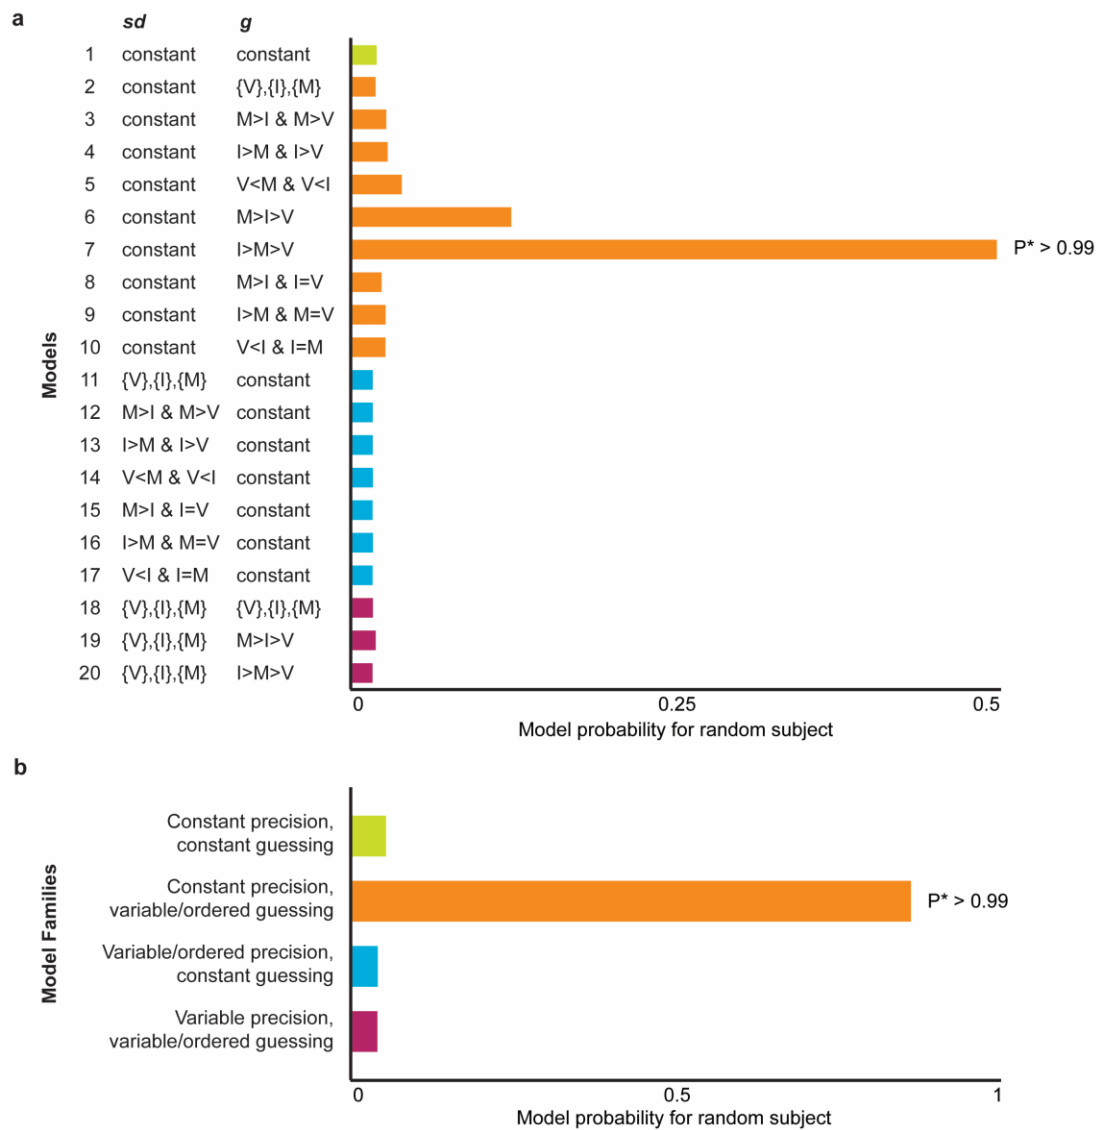 a
sd g
1 constant constant
2 constant {V},{I},{M}
3 constant M>I & M>V
4 constant I>M & I>V
5 constant V<M & V<I
6 constant M>I>V
7 constant I>M>V P* > 0.99
8 constant M>I & I=V
9 constant I>M & M=V
10 constant V<I & I=M
11 {V},{I},{M} constant
12 M>I & M>V constant
13 I>M & I>V constant
14 V<M & V<I constant
15 M>I & I=V constant
16 I>M & M=V constant
17 V<I & I=M constant
18 {V},{I},{M} {V},{I},{M}
19 {V},{I},{M} M>I>V
20 {V},{I},{M} I>M>V
Models
0 0.25 0.5
Model probability for random subject
b
Constant precision,
constant guessing
Constant precision,
variable/ordered guessing
P* > 0.99
Variable/ordered precision,
constant guessing
Variable precision,
variable/ordered guessing
Model Families
0 0.5 1
Model probability for random subject